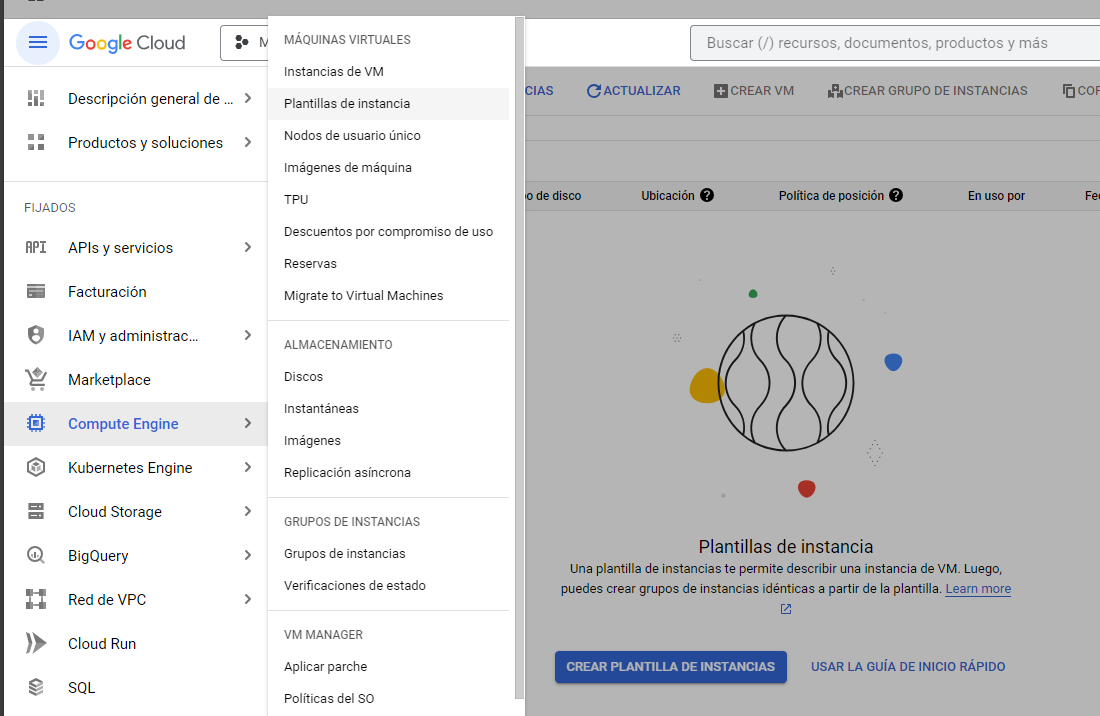 Google Cloud
M
Buscar (/) recursos, documentos, productos y más
Descripción general de ...
Productos y soluciones
FIJADOS
APIs y servicios
Facturación
IAM y administrac...
Marketplace
Compute Engine
Kubernetes Engine
Cloud Storage
BigQuery
Red de VPC
Cloud Run
SQL
MÁQUINAS VIRTUALES
Instancias de VM
Plantillas de instancia
Nodos de usuario único
Imágenes de máquina
TPU
Descuentos por compromiso de uso
Reservas
Migrate to Virtual Machines
ALMACENAMIENTO
Discos
Instantáneas
Imágenes
Replicación asíncrona
GRUPOS DE INSTANCIAS
Grupos de instancias
Verificaciones de estado
VM MANAGER
Aplicar parche
Políticas del SO
CIAS ACTUALIZAR CREAR VM CREAR GRUPO DE INSTANCIAS COP
o de disco Ubicación Política de posición En uso por Fec
Plantillas de instancia
Una plantilla de instancias te permite describir una instancia de VM. Luego,
puedes crear grupos de instancias idénticas a partir de la plantilla. Learn more
CREAR PLANTILLA DE INSTANCIAS USAR LA GUÍA DE INICIO RÁPIDO